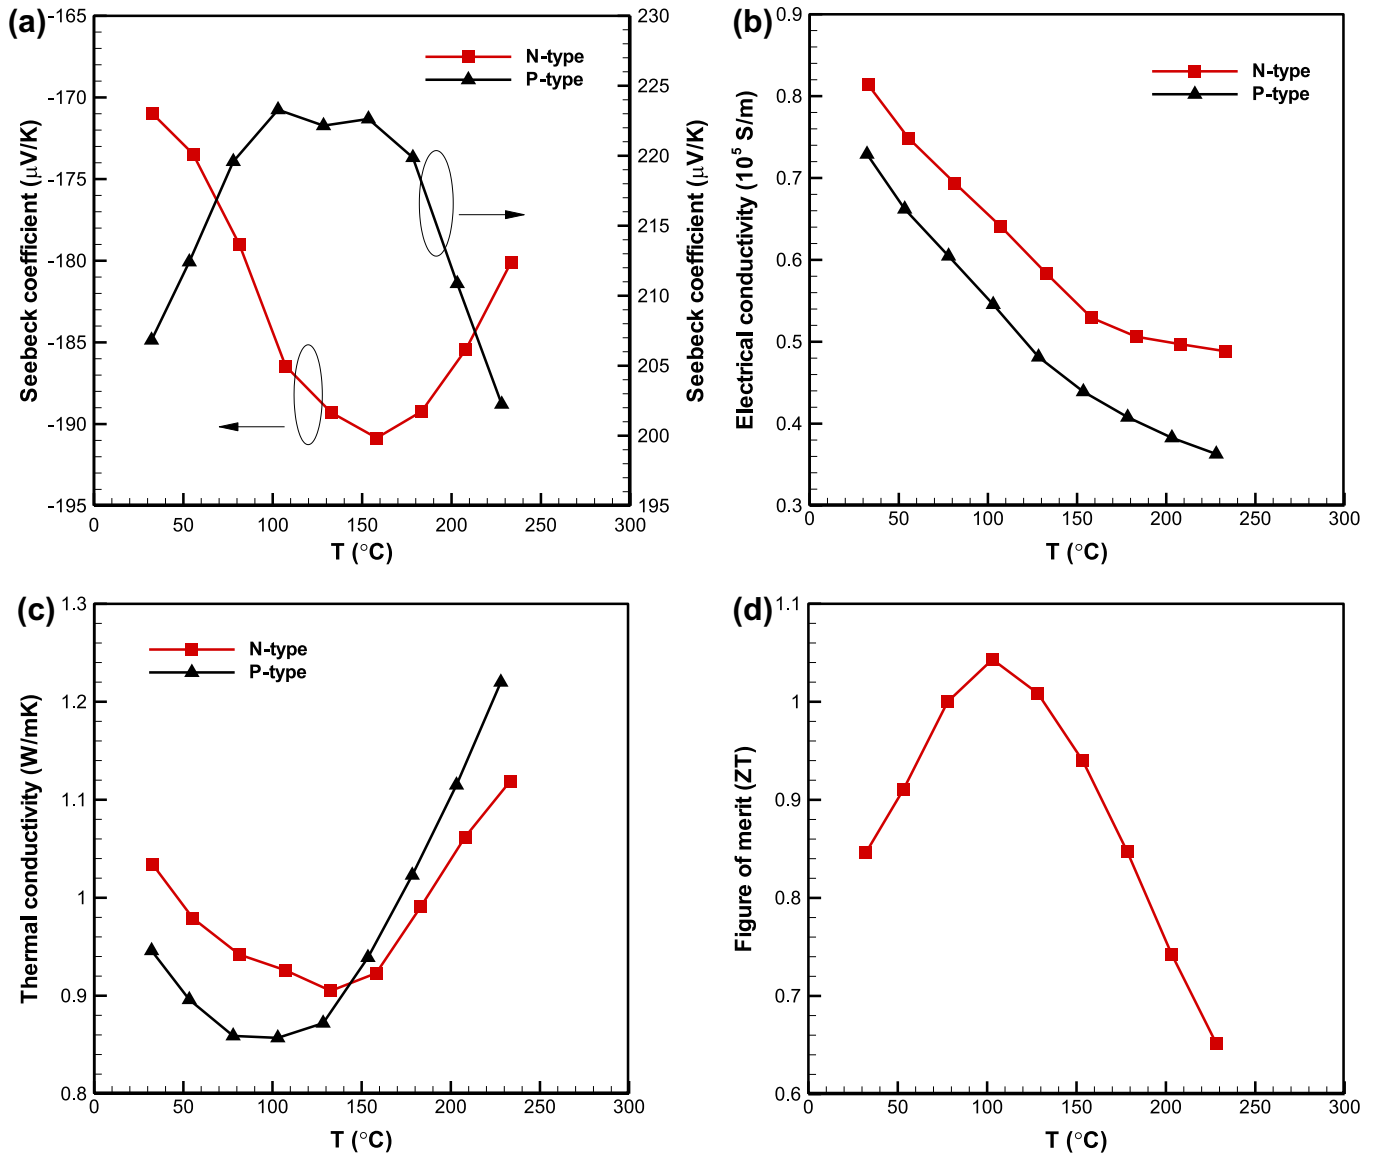 (a)
-165
-170
-175
-180
-185
-190
-195
Seebeck coefficient (μV/K)
230
225
220
215
210
205
200
195
Seebeck coefficient (μV/K)
N-type
P-type
0 50 100 150 200 250 300
T (°C)
(b)
0.9
0.8
0.7
0.6
0.5
0.4
0.3
Electrical conductivity (10⁵ S/m)
N-type
P-type
0 50 100 150 200 250 300
T (°C)
(c)
1.3
1.2
1.1
1
0.9
0.8
Thermal conductivity (W/mK)
N-type
P-type
0 50 100 150 200 250 300
T (°C)
(d)
1.1
1
0.9
0.8
0.7
0.6
Figure of merit (ZT)
0 50 100 150 200 250 300
T (°C)